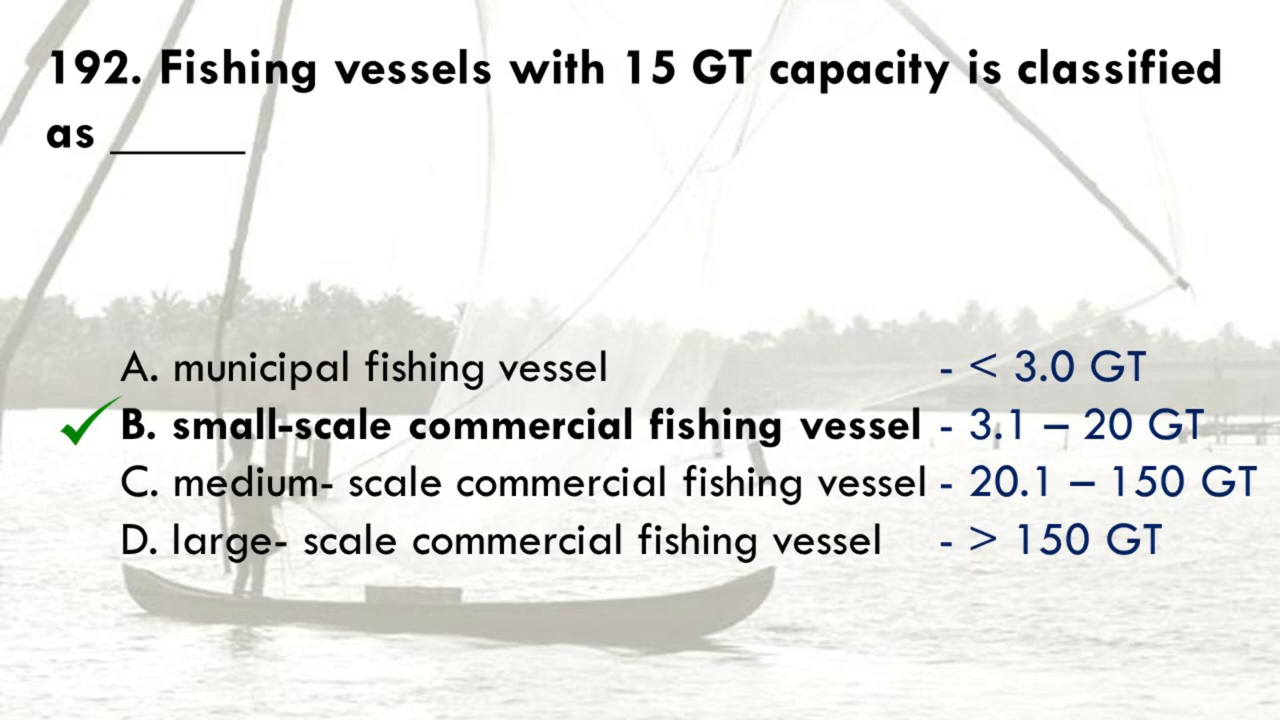 192. Fishing vessels with 15 GT capacity is classified
as ______
A. municipal fishing vessel - < 3.0 GT
B. small-scale commercial fishing vessel - 3.1 – 20 GT
C. medium- scale commercial fishing vessel - 20.1 – 150 GT
D. large- scale commercial fishing vessel - > 150 GT